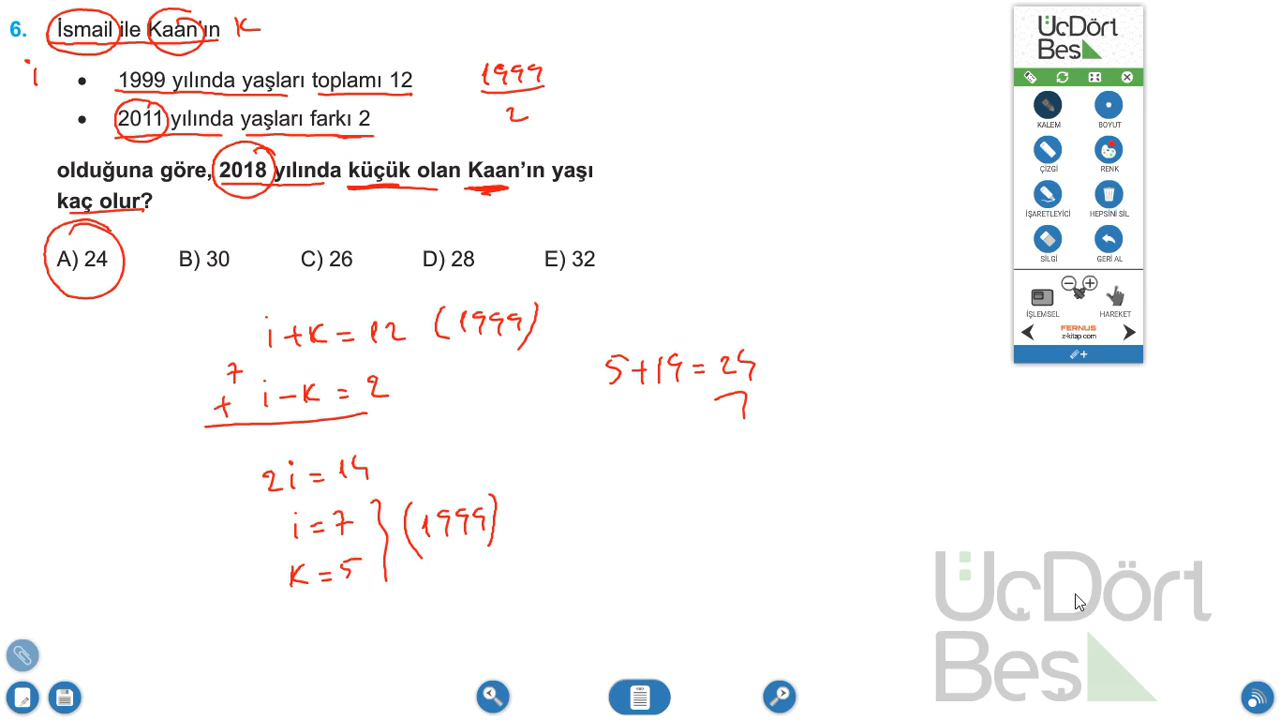 6. İsmail ile Kaan'ın K
i
• 1999 yılında yaşları toplamı 12
1999
• 2011 yılında yaşları farkı 2
2
olduğuna göre, 2018 yılında küçük olan Kaan'ın yaşı
kaç olur?
A) 24 B) 30 C) 26 D) 28 E) 32
i+K=12 (1999)
7
+ i-K=2
2i=14
i=7
K=5
(1999)
5+19=24
ÜçDört
Beş
KALEM BOYUT
ÇİZGİ RENK
İŞARETLEYİCİ HEPSİNİ SİL
SİLGİ GERİ AL
İŞLEMSEL HAREKET
FERNUS
z-kitap.com
ÜçDört
Beş